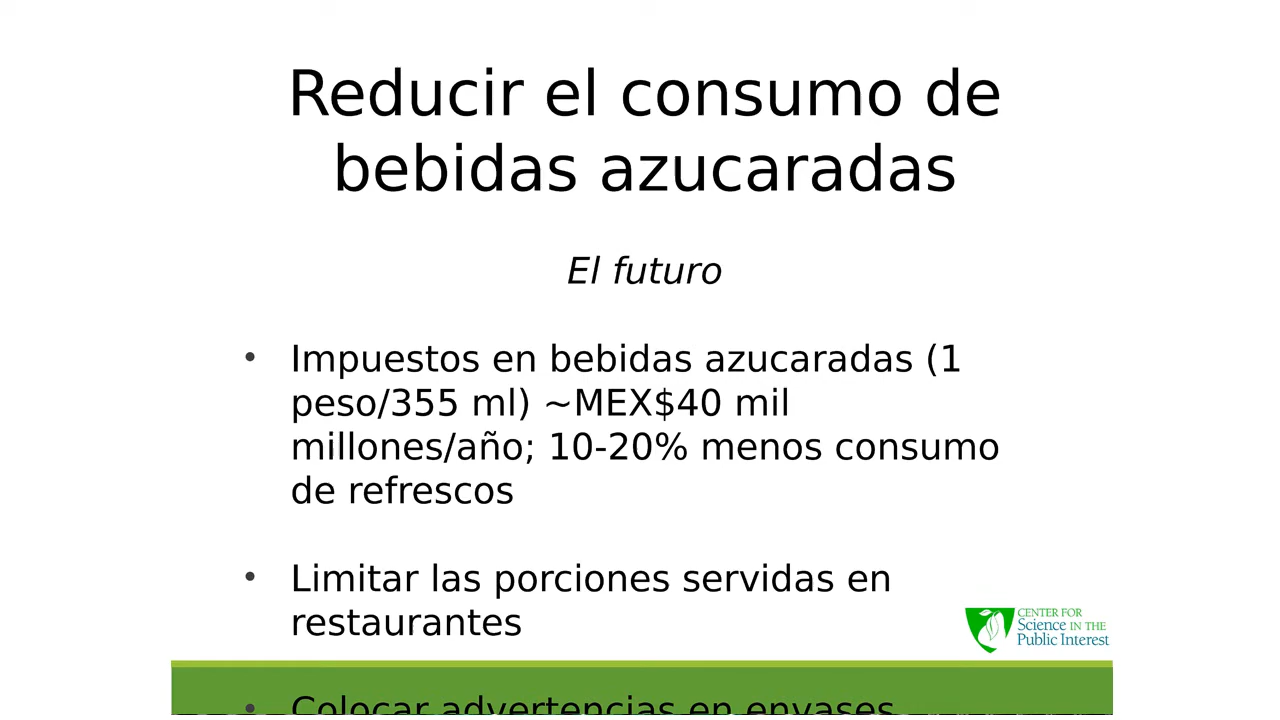 Reducir el consumo de
bebidas azucaradas
El futuro
• Impuestos en bebidas azucaradas (1
peso/355 ml) ~MEX$40 mil
millones/año; 10-20% menos consumo
de refrescos
• Limitar las porciones servidas en
restaurantes
CENTER FOR
Science IN THE
Public Interest
• Colocar advertencias en envases